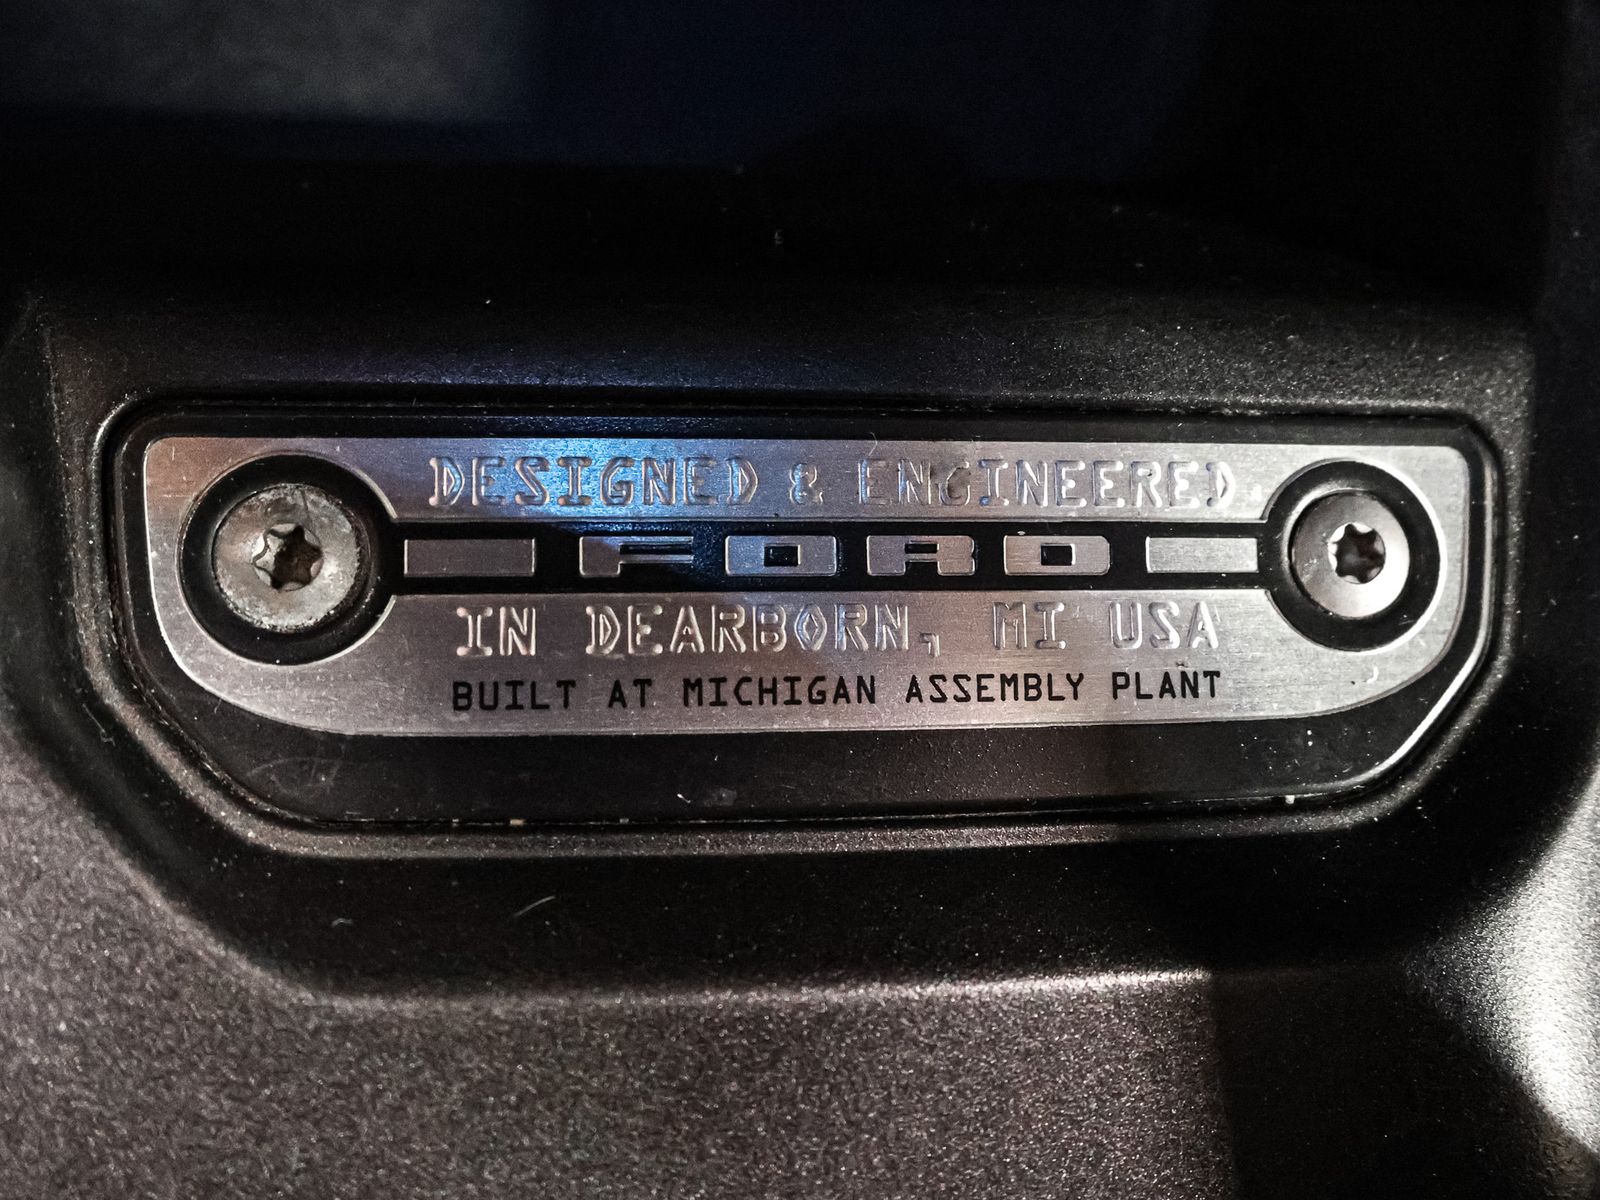 DESIGNED & ENGINEERED
FORD
IN DEARBORN, MI USA
BUILT AT MICHIGAN ASSEMBLY PLANT